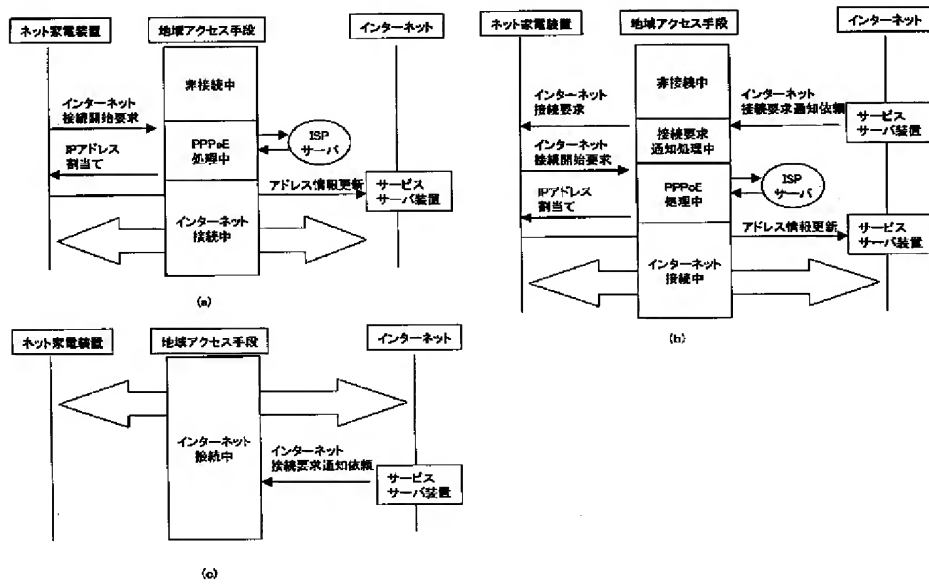 ネット家電装置
地域アクセス手段
インターネット
非接続中
インターネット
接続開始要求
PPPoE
処理中
ISP
サーバ
IPアドレス
割当て
アドレス情報更新
サービス
サーバ装置
インターネット
接続中
(a)
ネット家電装置
地域アクセス手段
インターネット
非接続中
インターネット
接続要求
インターネット
接続要求通知依頼
サービス
サーバ装置
接続要求
通知処理中
インターネット
接続開始要求
PPPoE
処理中
ISP
サーバ
IPアドレス
割当て
アドレス情報更新
サービス
サーバ装置
インターネット
接続中
(b)
ネット家電装置
地域アクセス手段
インターネット
インターネット
接続中
インターネット
接続要求通知依頼
サービス
サーバ装置
(c)